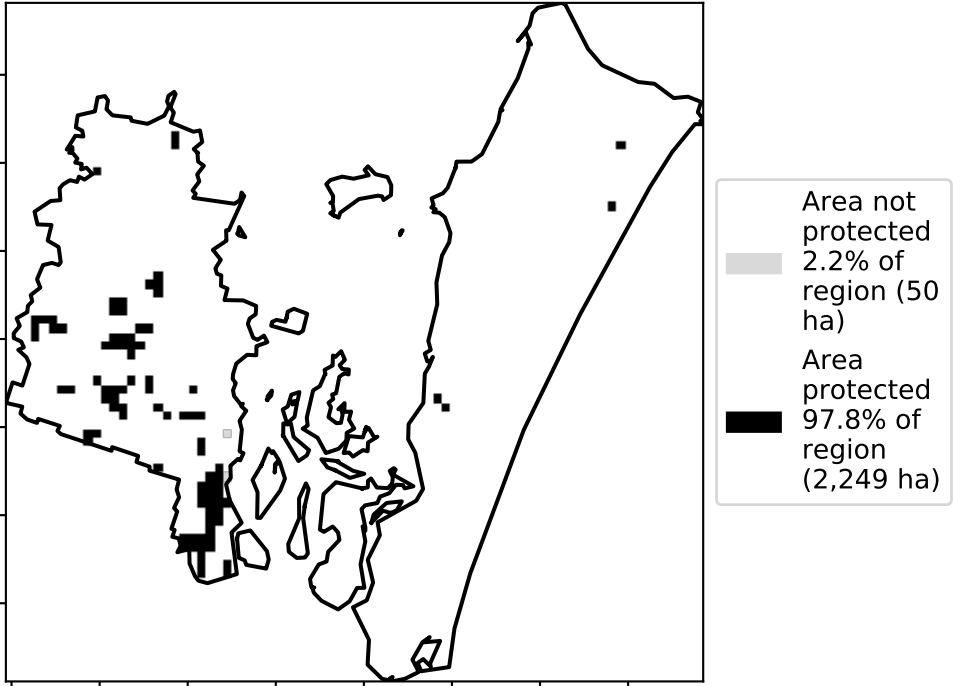 Area not
protected
2.2% of
region (50
ha)
Area
protected
97.8% of
region
(2,249 ha)